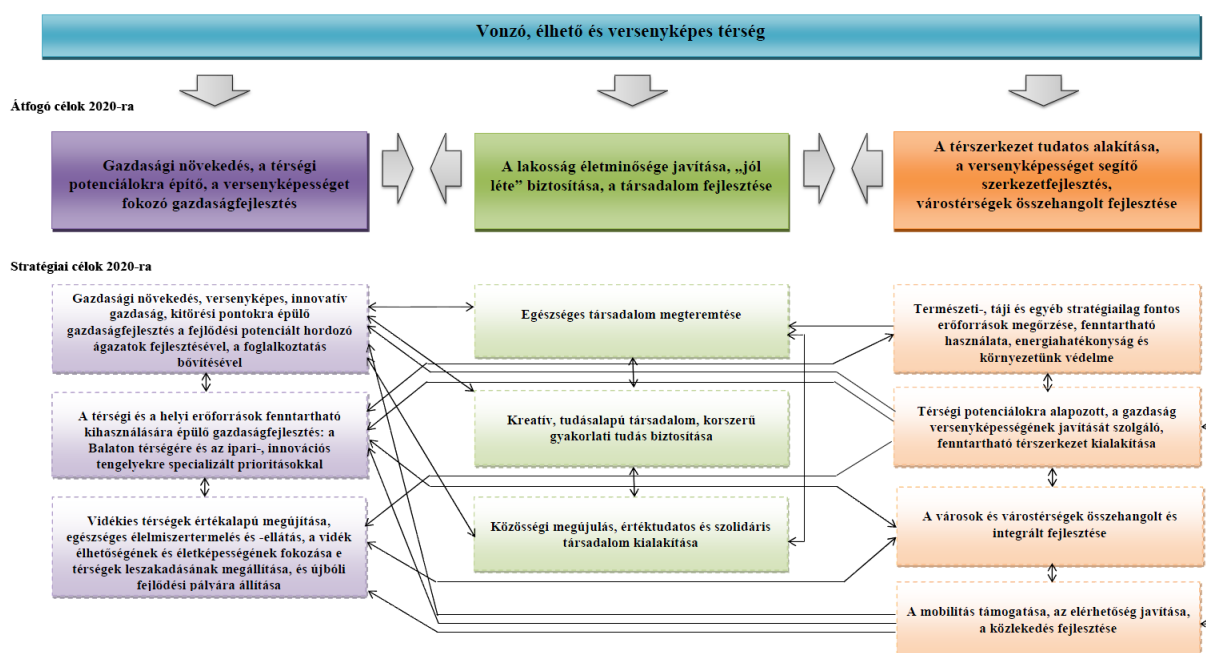 Vonzó, élhető és versenyképes térség
Átfogó célok 2020-ra
Gazdasági növekedés, a térségi
potenciálokra építő, a versenyképességet
fokozó gazdaságfejlesztés
A lakosság életminősége javítása, „jól
léte” biztosítása, a társadalom fejlesztése
A térszerkezet tudatos alakítása,
a versenyképességet segítő
szerkezetfejlesztés,
várostérségek összehangolt fejlesztése
Stratégiai célok 2020-ra
Gazdasági növekedés, versenyképes, innovatív
gazdaság, kitörési pontokra épülő
gazdaságfejlesztés a fejlődési potenciált hordozó
ágazatok fejlesztésével, a foglalkoztatás
bővítésével
Egészséges társadalom megteremtése
Természeti-, táji és egyéb stratégiailag fontos
erőforrások megőrzése, fenntartható
használata, energiahatékonyság és
környezetünk védelme
A térségi és a helyi erőforrások fenntartható
kihasználására épülő gazdaságfejlesztés: a
Balaton térségére és az ipari-, innovációs
tengelyekre specializált prioritásokkal
Kreatív, tudásalapú társadalom, korszerű
gyakorlati tudás biztosítása
Térségi potenciálokra alapozott, a gazdaság
versenyképességének javítását szolgáló,
fenntartható térszerkezet kialakítása
Vidékies térségek értékalapú megújítása,
egészséges élelmiszertermelés és -ellátás, a vidék
élhetőségének és életképességének fokozása e
térségek leszakadásának megállítása, és újbóli
fejlődési pályára állítása
Közösségi megújulás, értéktudatos és szolidáris
társadalom kialakítása
A városok és várostérségek összehangolt és
integrált fejlesztése
A mobilitás támogatása, az elérhetőség javítása,
a közlekedés fejlesztése